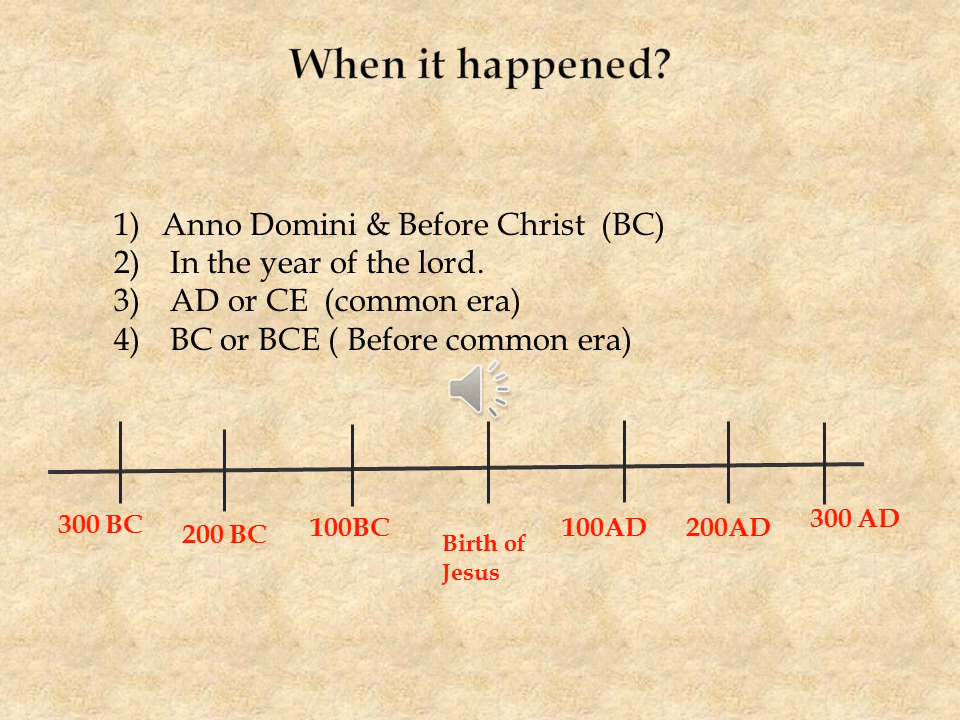 When it happened?
1) Anno Domini & Before Christ (BC)
2) In the year of the lord.
3) AD or CE (common era)
4) BC or BCE ( Before common era)
300 BC
200 BC
100BC
Birth of
Jesus
100AD
200AD
300 AD